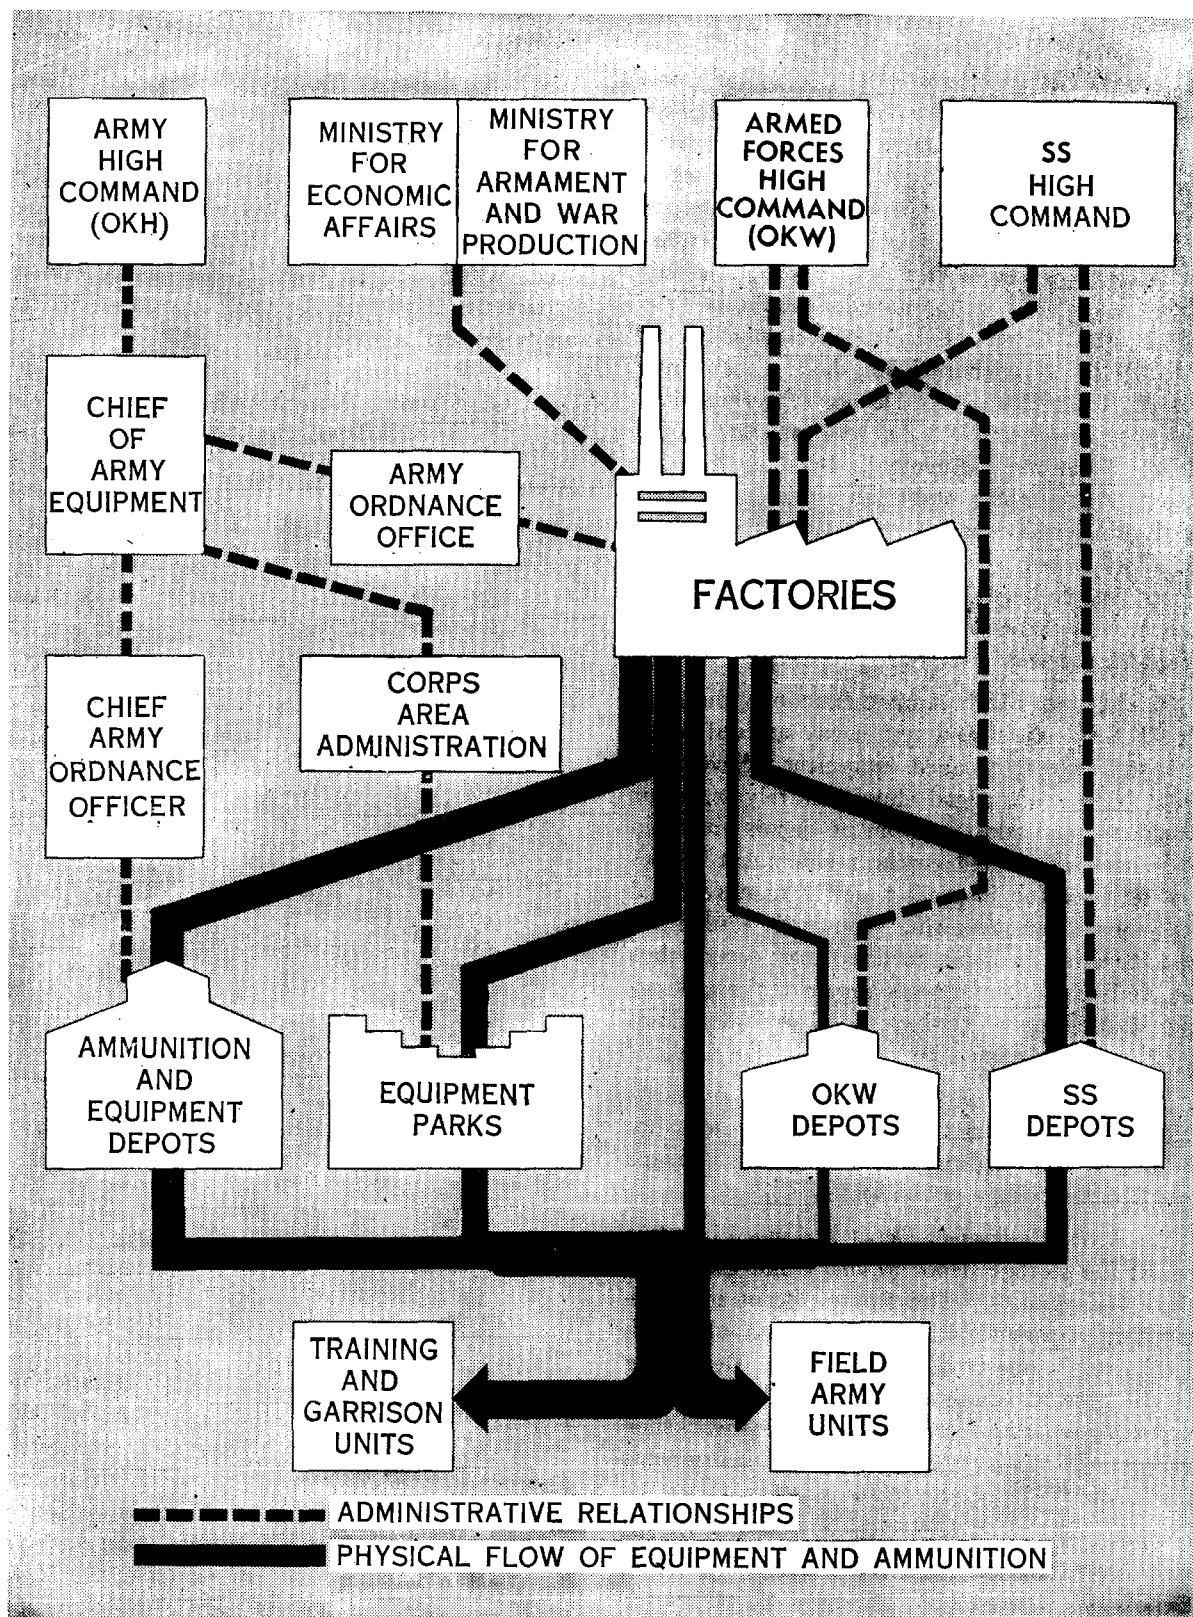 ARMY
HIGH
COMMAND
(OKH)
MINISTRY
FOR
ECONOMIC
AFFAIRS
MINISTRY
FOR
ARMAMENT
AND WAR
PRODUCTION
ARMED
FORCES
HIGH
COMMAND
(OKW)
SS
HIGH
COMMAND
CHIEF
OF
ARMY
EQUIPMENT
ARMY
ORDNANCE
OFFICE
FACTORIES
CHIEF
ARMY
ORDNANCE
OFFICER
CORPS
AREA
ADMINISTRATION
AMMUNITION
AND
EQUIPMENT
DEPOTS
EQUIPMENT
PARKS
OKW
DEPOTS
SS
DEPOTS
TRAINING
AND
GARRISON
UNITS
FIELD
ARMY
UNITS
ADMINISTRATIVE RELATIONSHIPS
PHYSICAL FLOW OF EQUIPMENT AND AMMUNITION